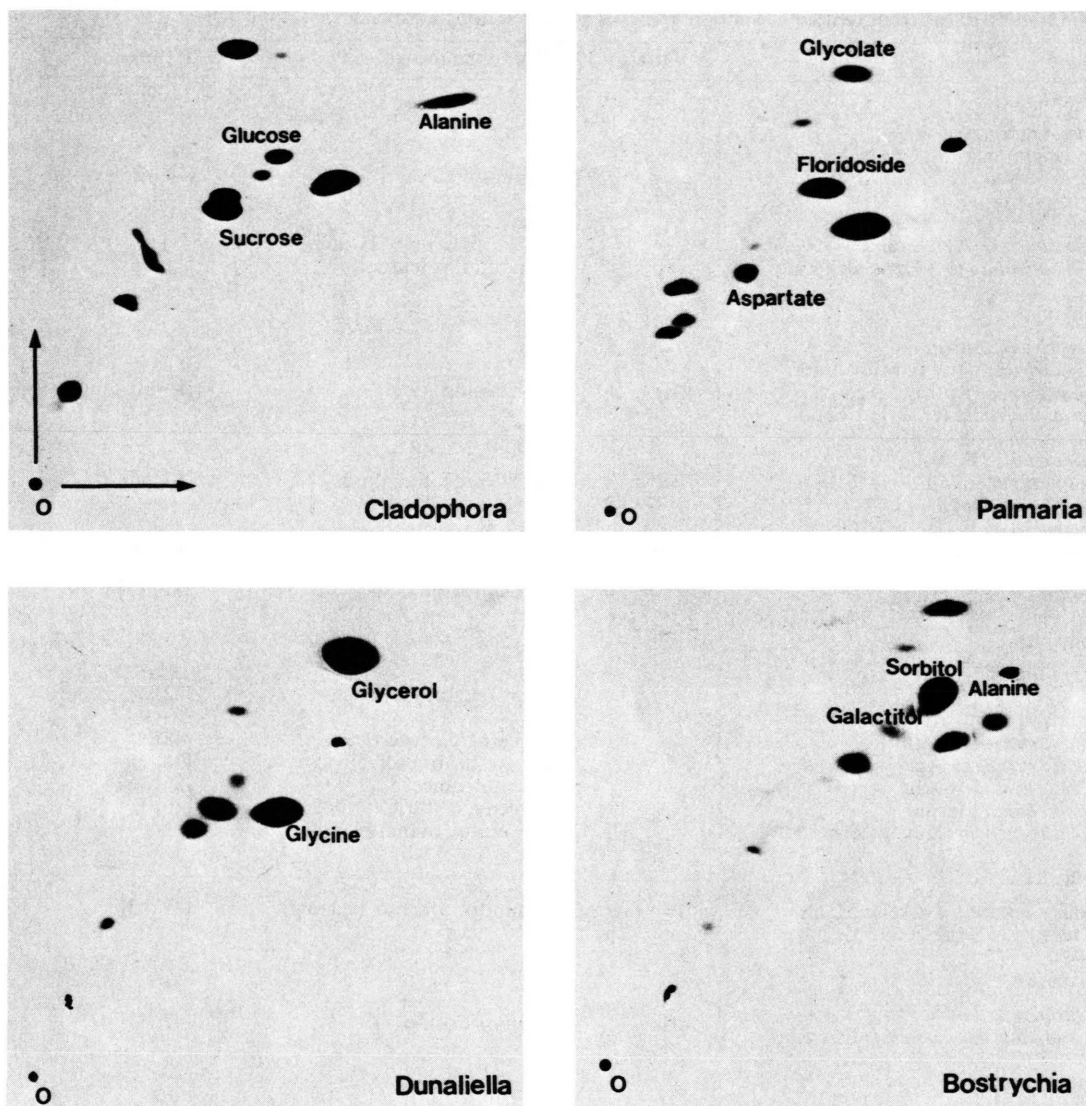 Glucose
Alanine
Sucrose
O
Cladophora
Glycolate
Floridoside
Aspartate
O
Palmaria
Glycerol
Glycine
O
Dunaliella
Sorbitol
Alanine
Galactitol
O
Bostrychia